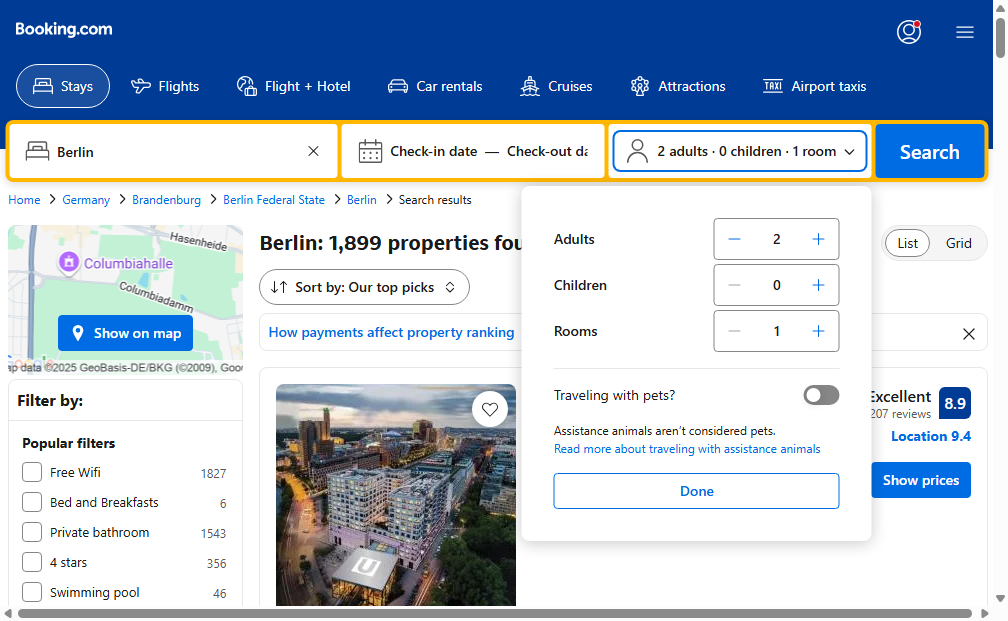 Booking.com
Stays
Flights
Flight + Hotel
Car rentals
Cruises
Attractions
TAXI
Airport taxis
Berlin
Check-in date — Check-out da
2 adults · 0 children · 1 room
Search
Home
Germany
Brandenburg
Berlin Federal State
Berlin
Search results
Hasenheide
Columbiahalle
Columbiadamm
Show on map
ap data ©2025 GeoBasis-DE/BKG (©2009), Goo
Berlin: 1,899 properties fou
List
Grid
Sort by: Our top picks
How payments affect property ranking
Adults
2
Children
0
Rooms
1
Traveling with pets?
Assistance animals aren't considered pets.
Read more about traveling with assistance animals
Done
Filter by:
Popular filters
Free Wifi 1827
Bed and Breakfasts 6
Private bathroom 1543
4 stars 356
Swimming pool 46
U
Excellent
207 reviews
8.9
Location 9.4
Show prices